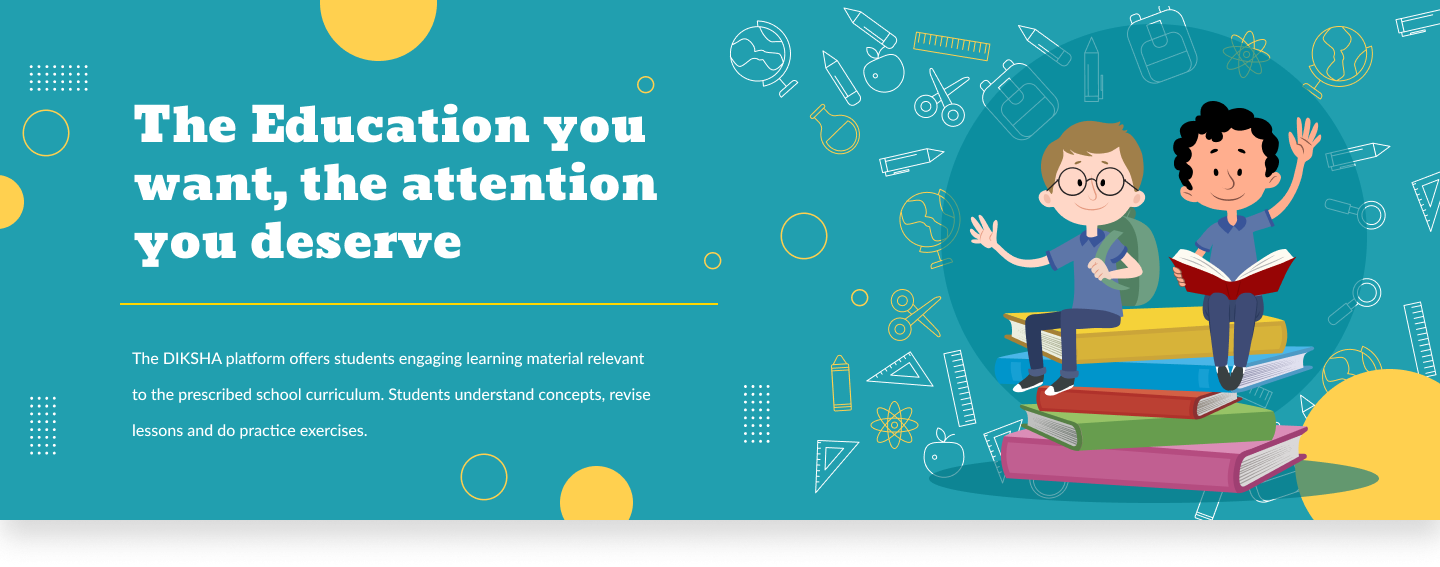 The Education you
want, the attention
you deserve
The DIKSHA platform offers students engaging learning material relevant
to the prescribed school curriculum. Students understand concepts, revise
lessons and do practice exercises.